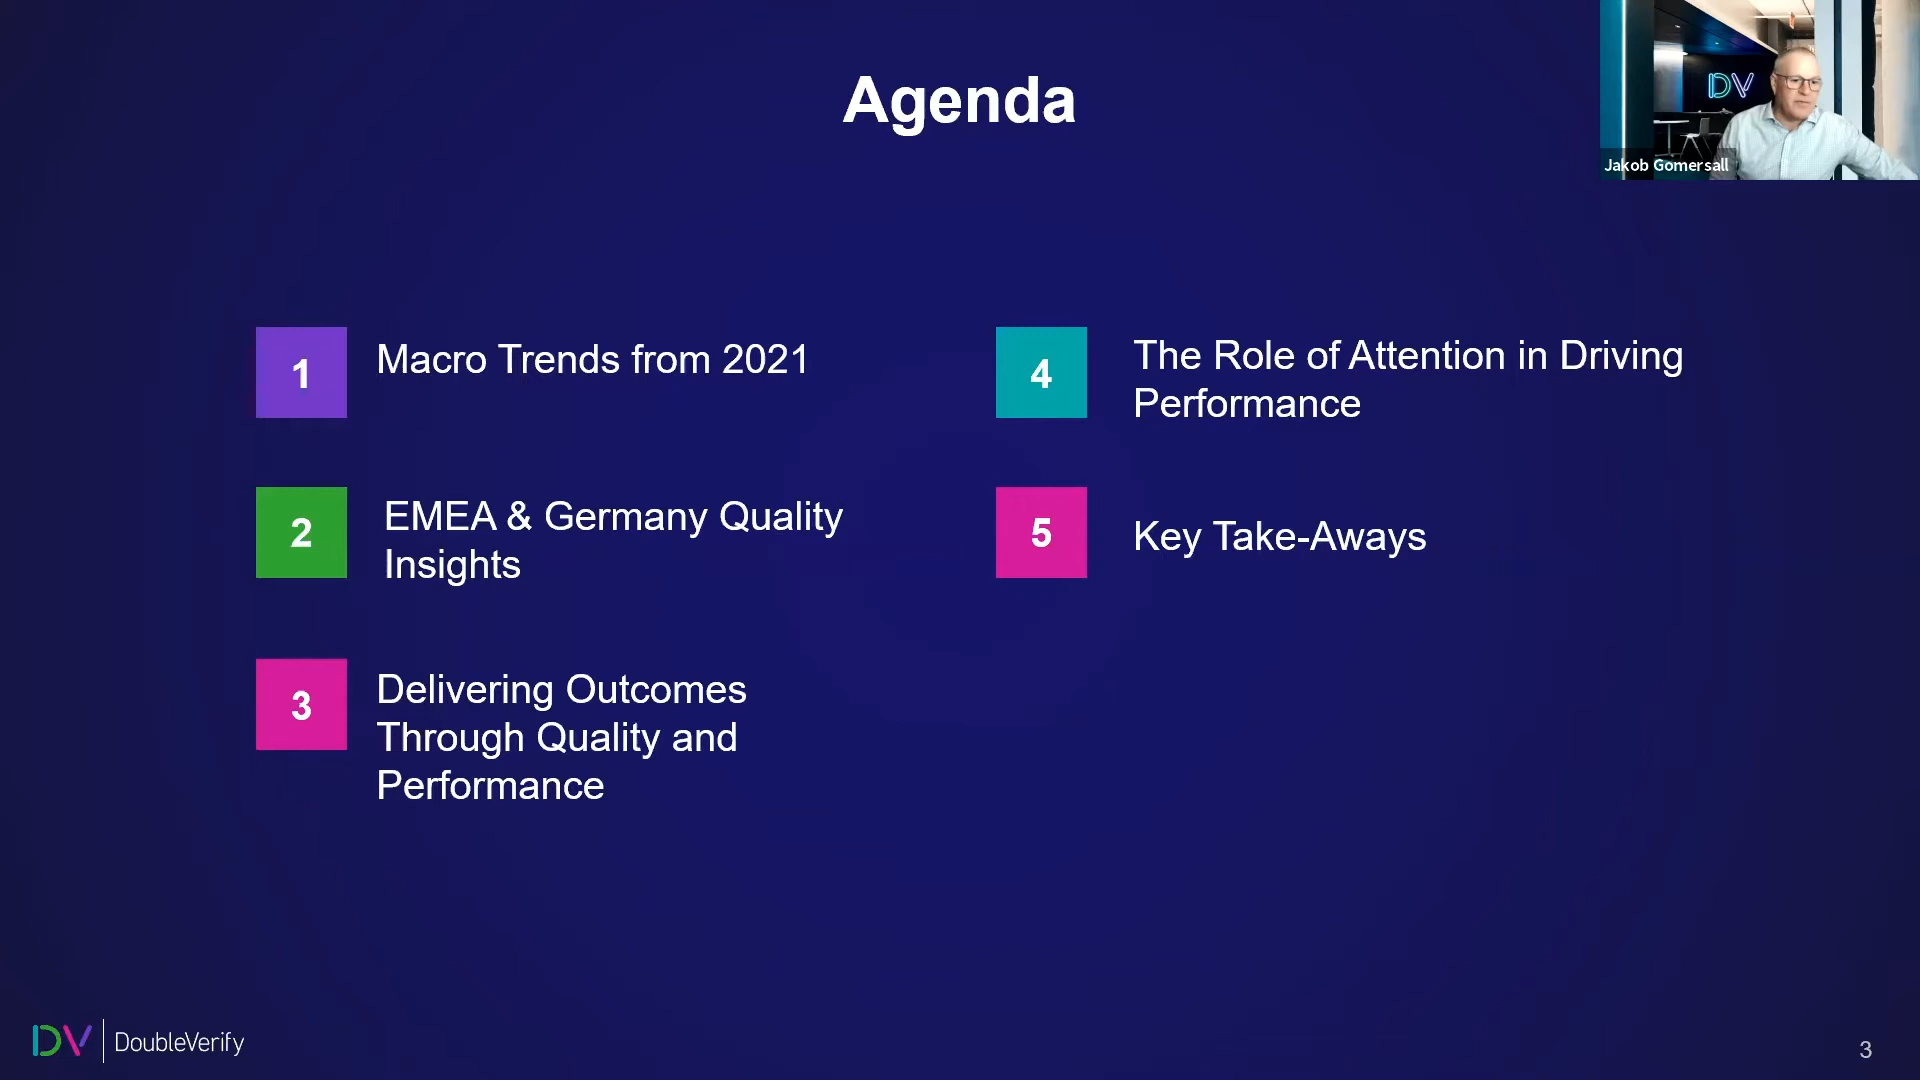 Agenda
DV
Jakob Gomersall
1
Macro Trends from 2021
2
EMEA & Germany Quality
Insights
3
Delivering Outcomes
Through Quality and
Performance
4
The Role of Attention in Driving
Performance
5
Key Take-Aways
DV
DoubleVerify
3